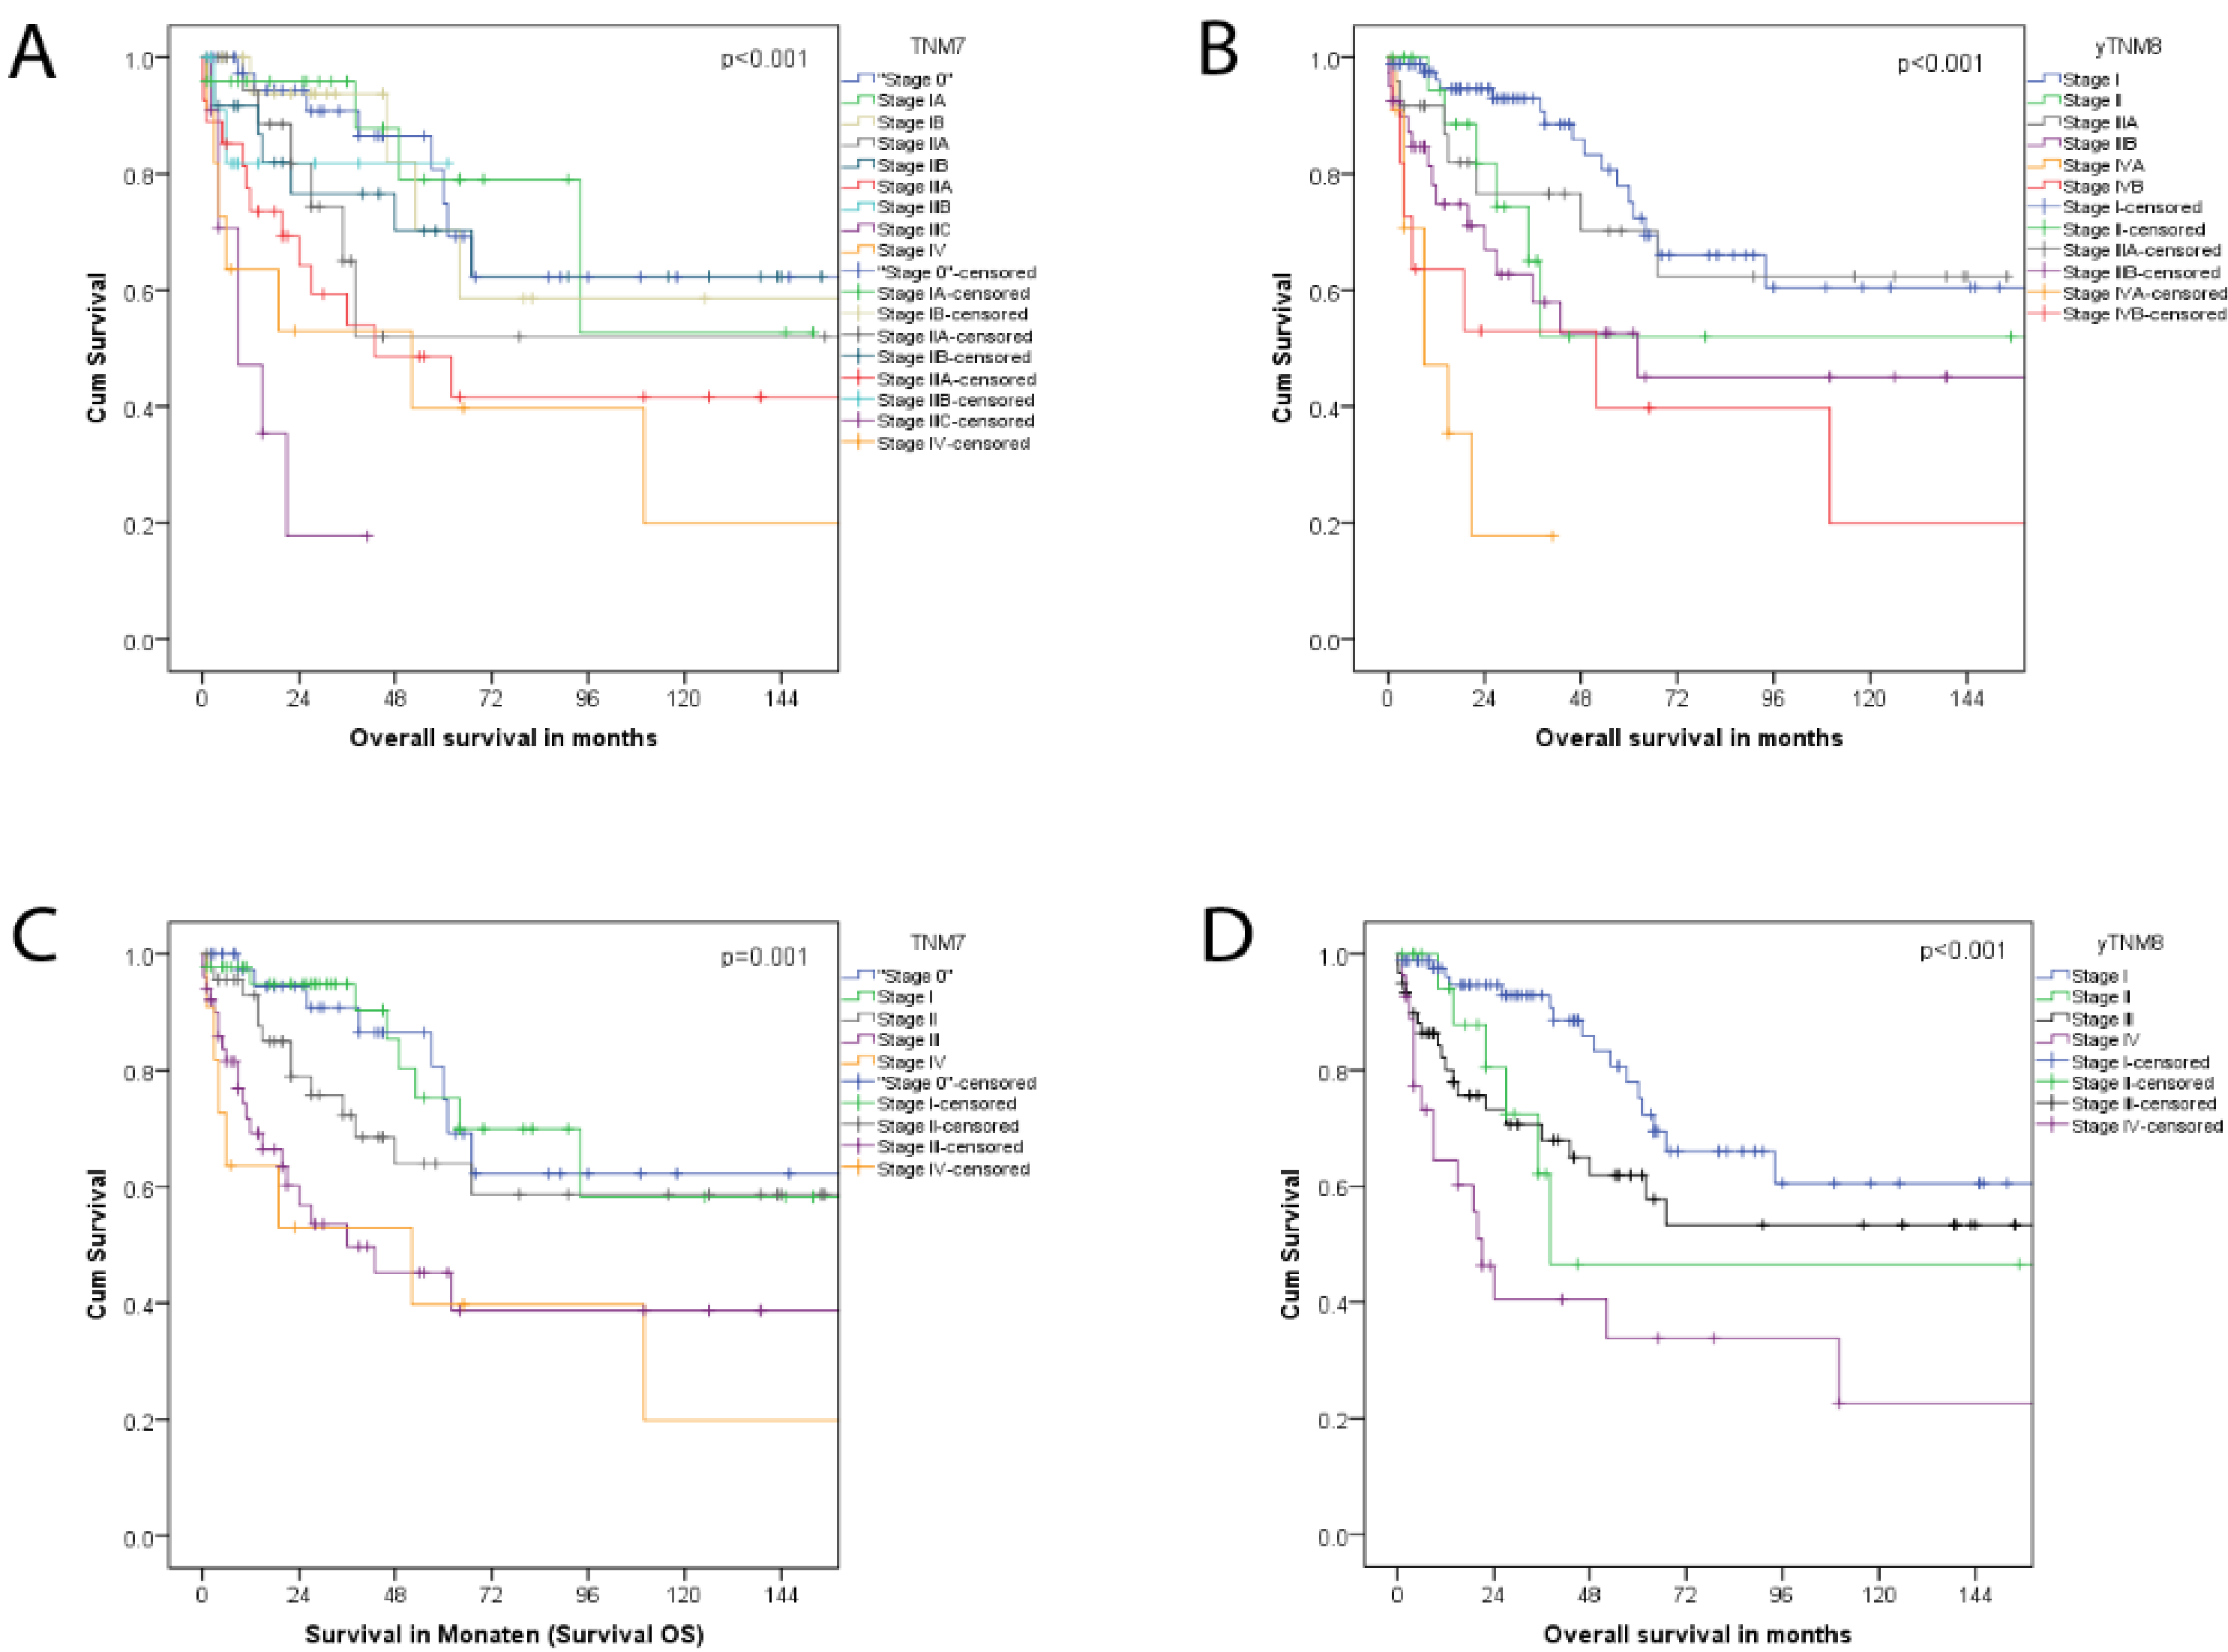 A
p<0.001
TNM7
"Stage 0"
Stage IA
Stage IB
Stage IIA
Stage IIB
Stage IIIA
Stage IIIB
Stage IIIC
Stage IV
"Stage 0"-censored
Stage IA-censored
Stage IB-censored
Stage IIA-censored
Stage IIB-censored
Stage IIIA-censored
Stage IIIB-censored
Stage IIIC-censored
Stage IV-censored
Cum Survival
1.0
0.8
0.6
0.4
0.2
0.0
0 24 48 72 96 120 144
Overall survival in months
B
p<0.001
yTNM8
Stage I
Stage II
Stage IIIA
Stage IIIB
Stage IVA
Stage IVB
Stage I-censored
Stage II-censored
Stage IIIA-censored
Stage IIIB-censored
Stage IVA-censored
Stage IVB-censored
Cum Survival
1.0
0.8
0.6
0.4
0.2
0.0
0 24 48 72 96 120 144
Overall survival in months
C
p=0.001
TNM7
"Stage 0"
Stage I
Stage II
Stage III
Stage IV
"Stage 0"-censored
Stage I-censored
Stage II-censored
Stage III-censored
Stage IV-censored
Cum Survival
1.0
0.8
0.6
0.4
0.2
0.0
0 24 48 72 96 120 144
Survival in Monaten (Survival OS)
D
p<0.001
yTNM8
Stage I
Stage II
Stage III
Stage IV
Stage I-censored
Stage II-censored
Stage III-censored
Stage IV-censored
Cum Survival
1.0
0.8
0.6
0.4
0.2
0.0
0 24 48 72 96 120 144
Overall survival in months